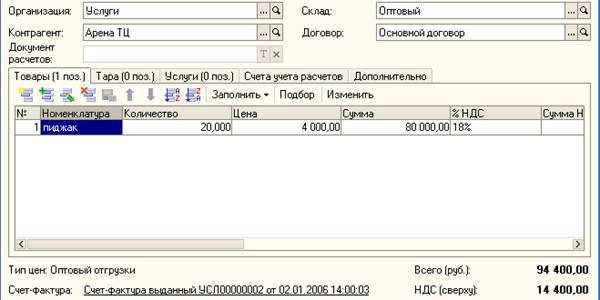 Организация: Услуги ... Склад: Оптовый ...
Контрагент: Арена ТЦ ... Договор: Основной договор ...
Документ
расчетов: T ×
Товары (1 поз.) Тара (0 поз.) Услуги (0 поз.) Счета учета расчетов Дополнительно
Заполнить Подбор Изменить
№ Номенклатура Количество Цена Сумма % НДС Сумма Н
1 пиджак 20,000 4 000,00 80 000,00 18%
Тип цен: Оптовый отгрузки Всего (руб.): 94 400,00
Счет-фактура: Счет-фактура выданный УСЛ00000002 от 02.01.2006 14:00:03 НДС (сверху): 14 400,00